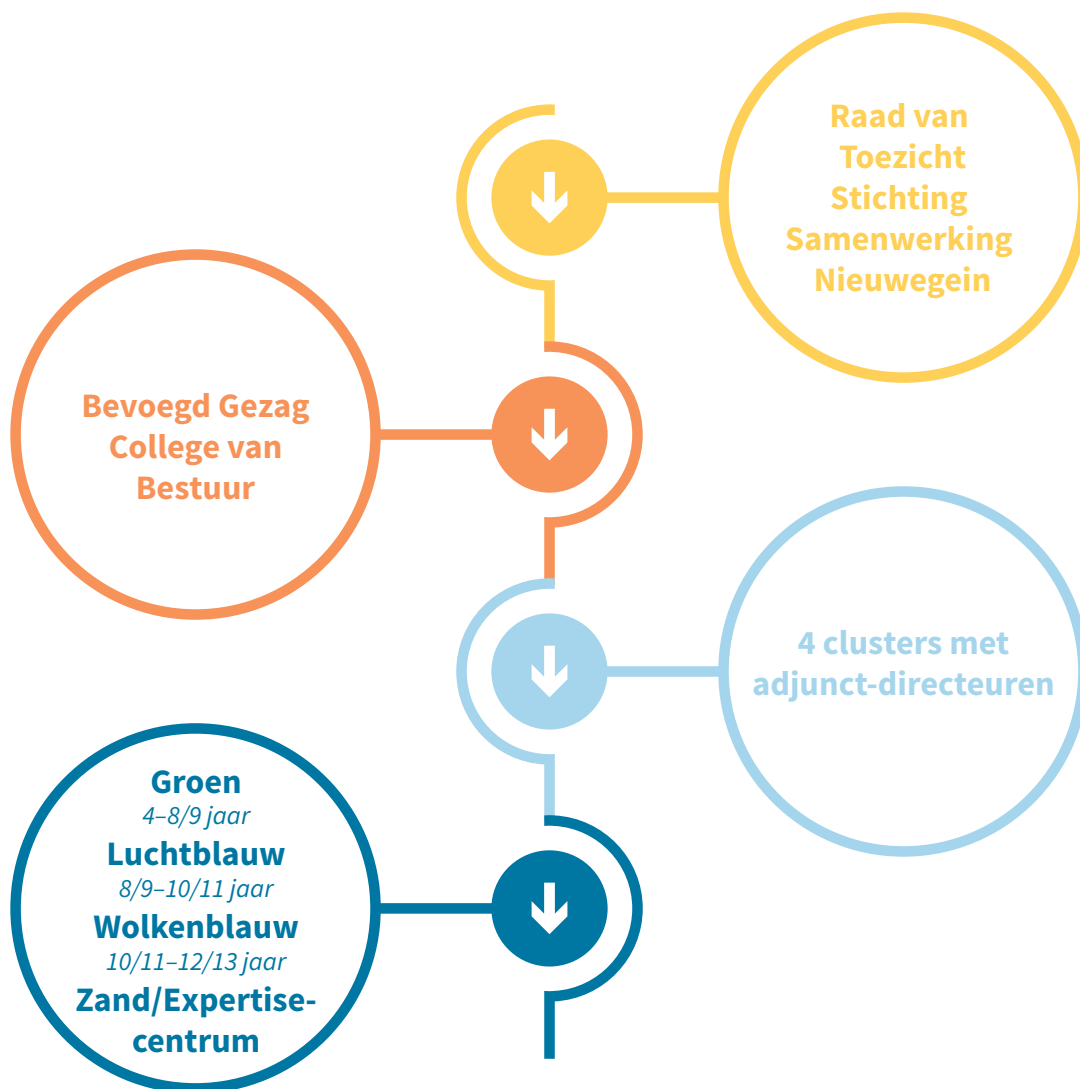 Raad van
Toezicht
Stichting
Samenwerking
Nieuwegein
Bevoegd Gezag
College van
Bestuur
4 clusters met
adjunct-directeuren
Groen
4–8/9 jaar
Luchtblauw
8/9–10/11 jaar
Wolkenblauw
10/11–12/13 jaar
Zand/Expertise-
centrum